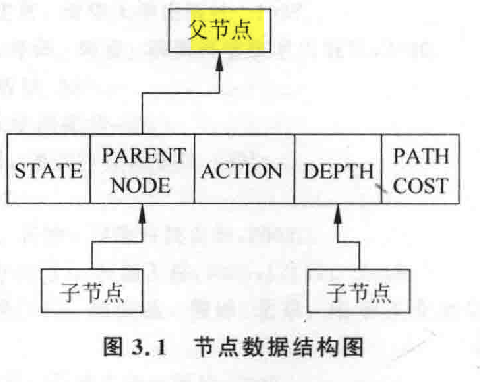 父节点
STATE
PARENT
NODE
ACTION
DEPTH
PATH
COST
子节点
子节点
图 3.1 节点数据结构图